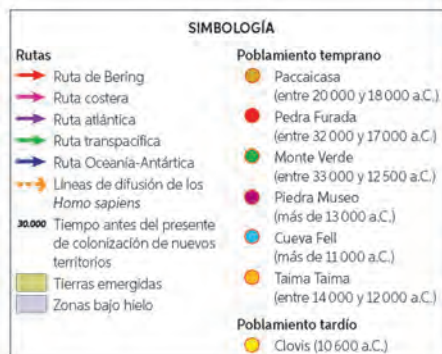 SIMBOLOGÍA
Rutas
Ruta de Bering
Ruta costera
Ruta atlántica
Ruta transpacífica
Ruta Oceanía-Antártica
Líneas de difusión de los
Homo sapiens
30.000 Tiempo antes del presente
de colonización de nuevos
territorios
Tierras emergidas
Zonas bajo hielo
Poblamiento temprano
Paccaicasa
(entre 20 000 y 18 000 a.C.)
Pedra Furada
(entre 32 000 y 17 000 a.C.)
Monte Verde
(entre 33 000 y 12 500 a.C.)
Piedra Museo
(más de 13 000 a.C.)
Cueva Fell
(más de 11 000 a.C.)
Taima Taima
(entre 14 000 y 12 000 a.C.)
Poblamiento tardío
Clovis (10 600 a.C.)